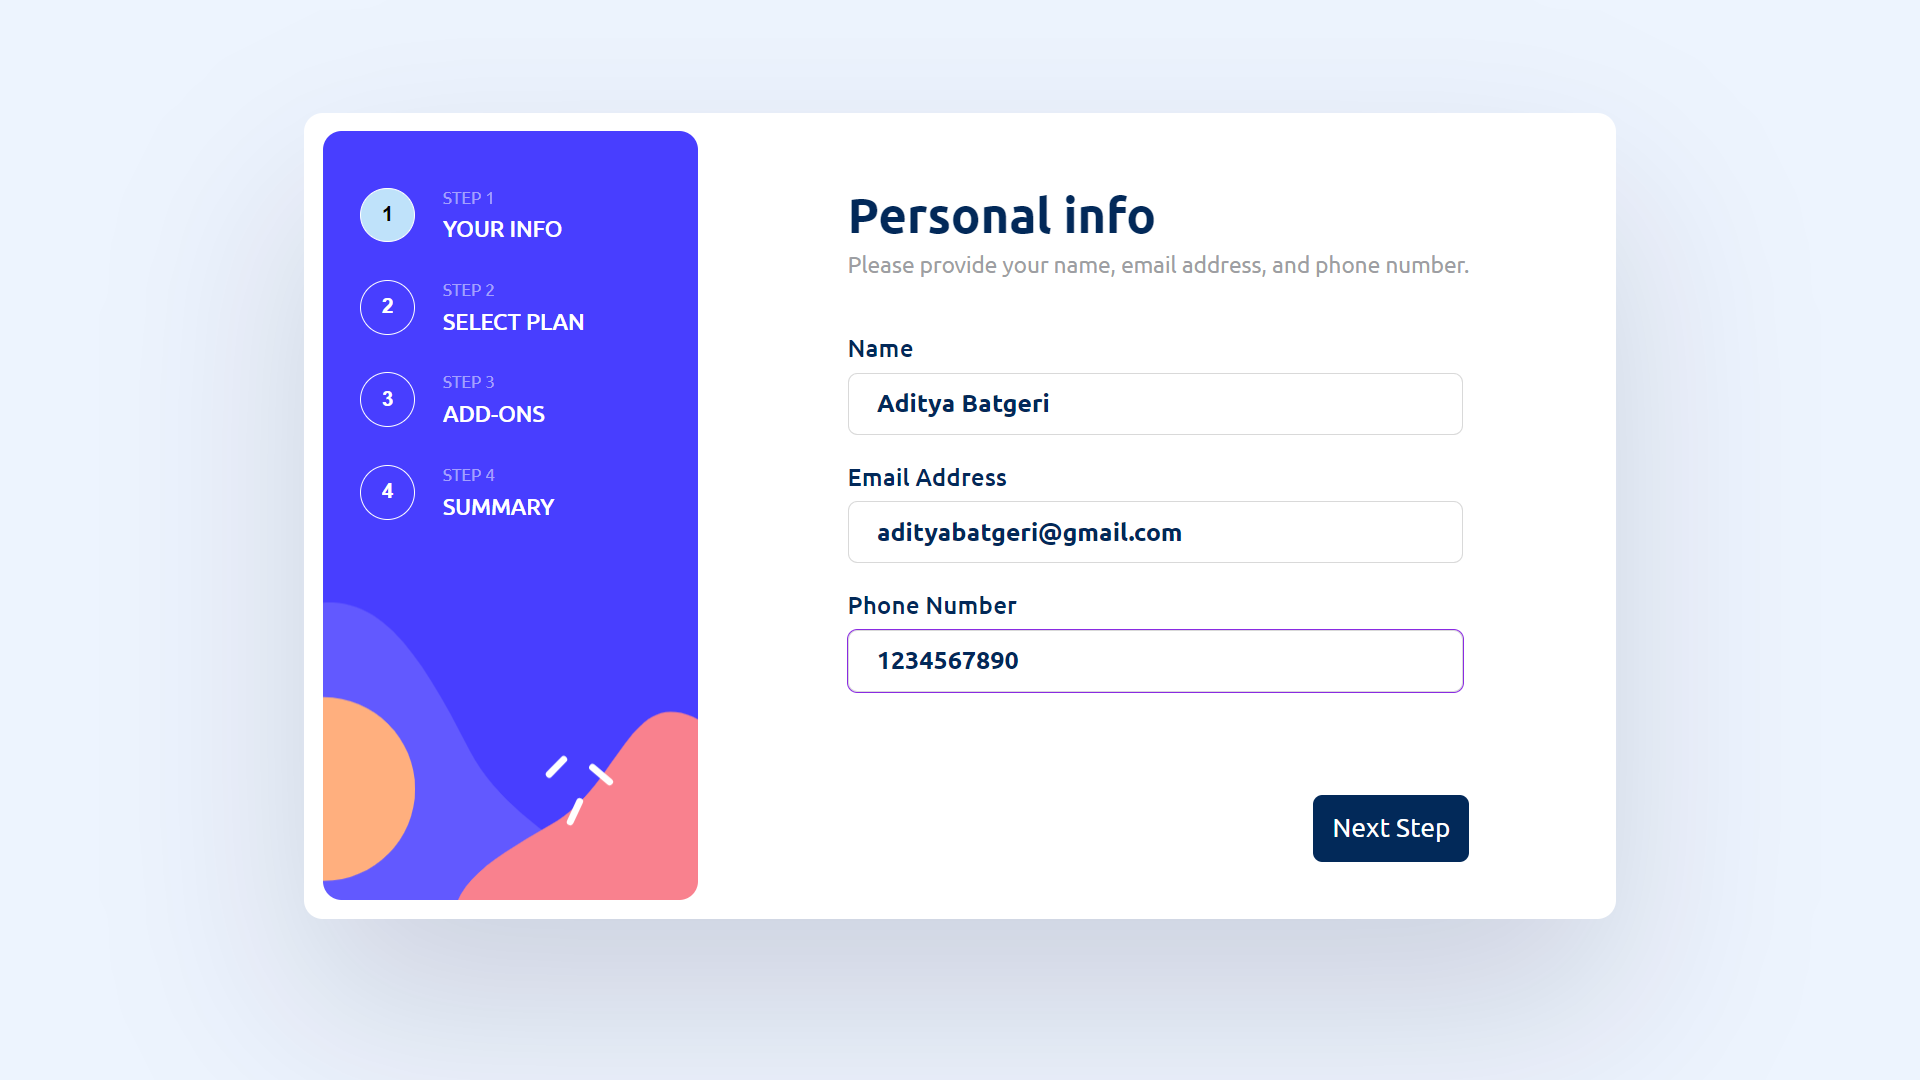 1
STEP 1
YOUR INFO
2
STEP 2
SELECT PLAN
3
STEP 3
ADD-ONS
4
STEP 4
SUMMARY
Personal info
Please provide your name, email address, and phone number.
Name
Aditya Batgeri
Email Address
adityabatgeri@gmail.com
Phone Number
1234567890
Next Step